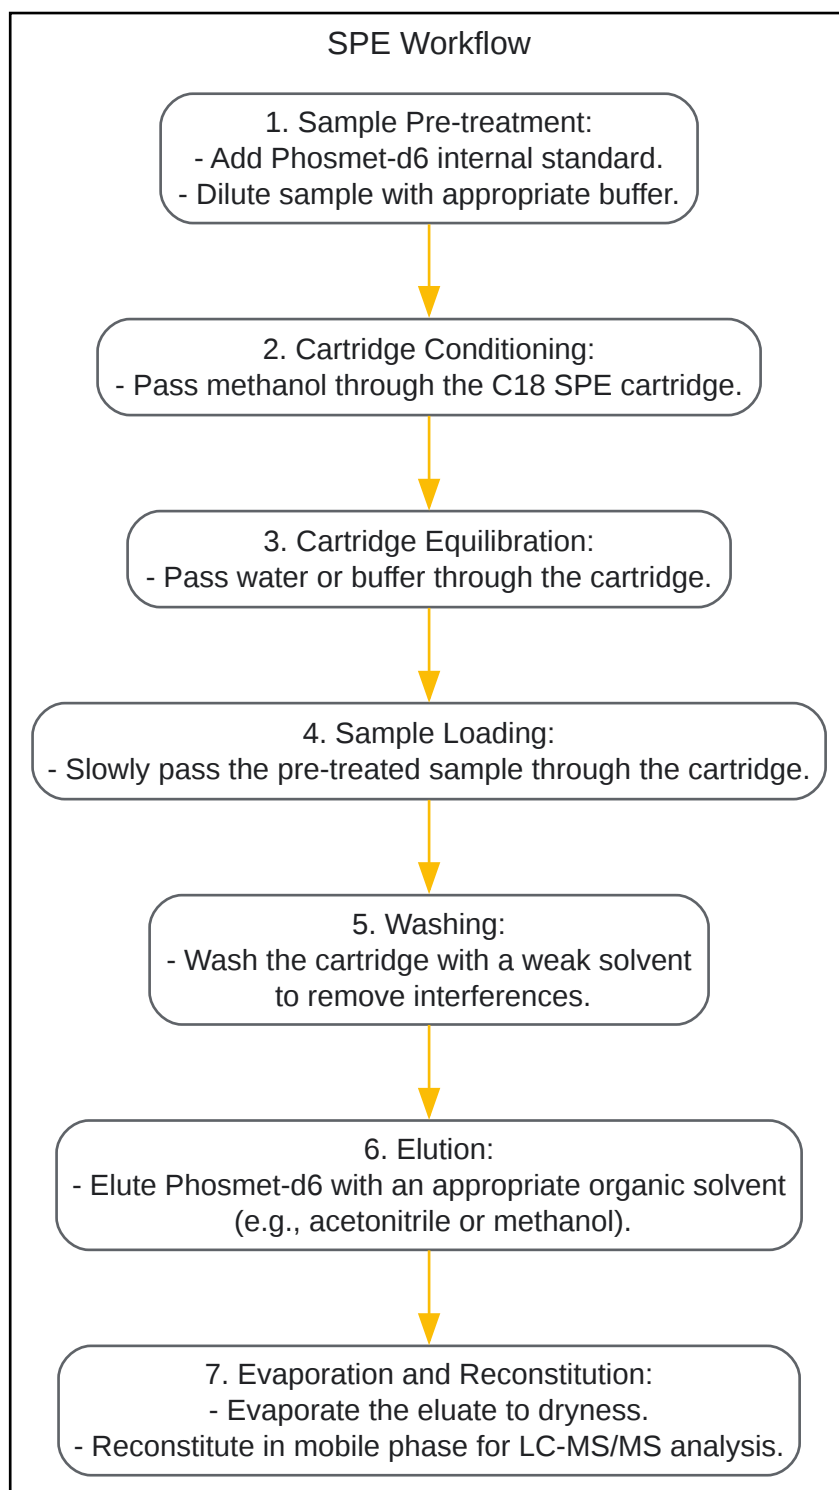 SPE Workflow
1. Sample Pre-treatment:
- Add Phosmet-d6 internal standard.
- Dilute sample with appropriate buffer.
2. Cartridge Conditioning:
- Pass methanol through the C18 SPE cartridge.
3. Cartridge Equilibration:
- Pass water or buffer through the cartridge.
4. Sample Loading:
- Slowly pass the pre-treated sample through the cartridge.
5. Washing:
- Wash the cartridge with a weak solvent
to remove interferences.
6. Elution:
- Elute Phosmet-d6 with an appropriate organic solvent
(e.g., acetonitrile or methanol).
7. Evaporation and Reconstitution:
- Evaporate the eluate to dryness.
- Reconstitute in mobile phase for LC-MS/MS analysis.